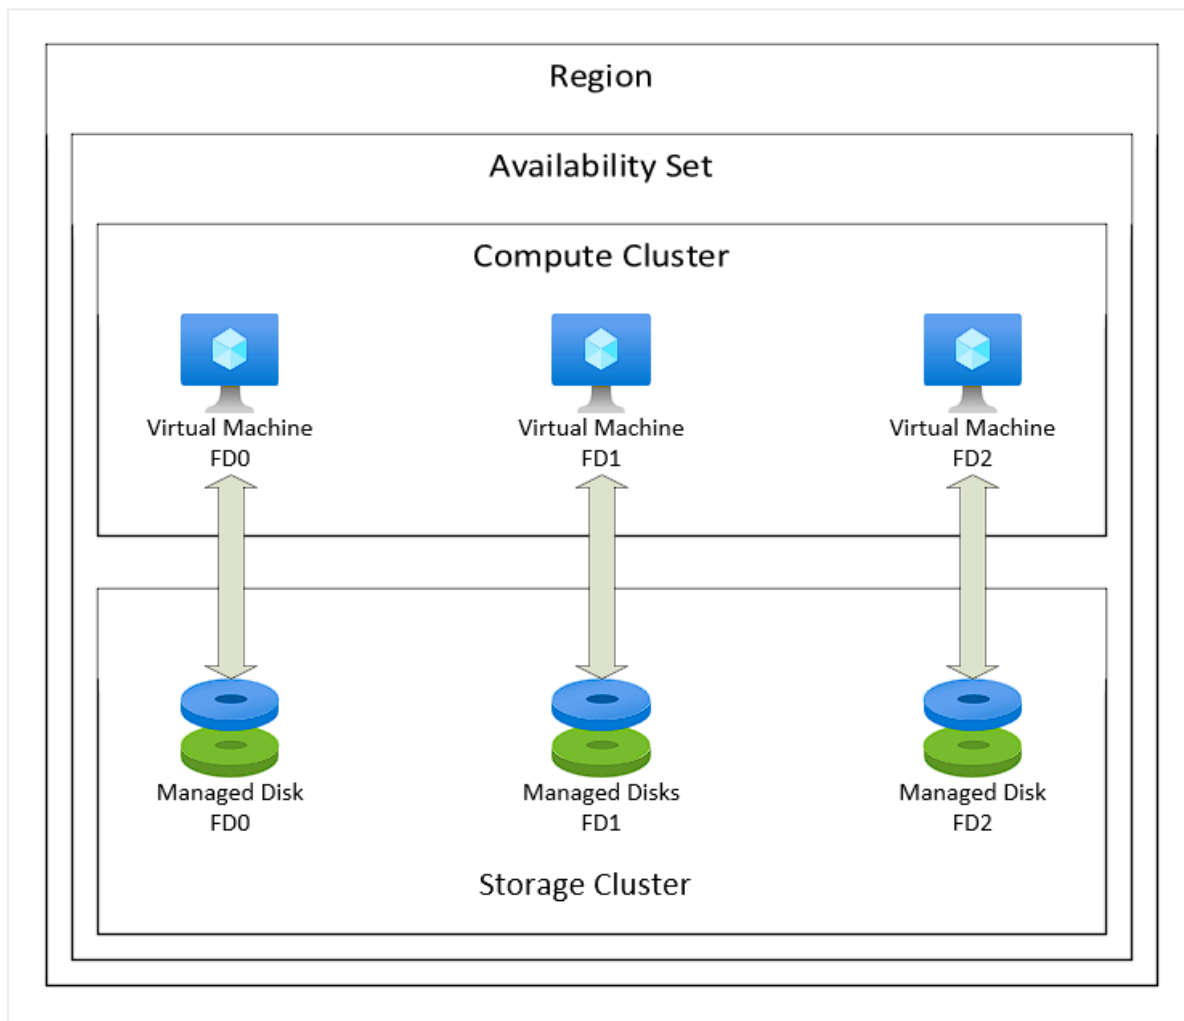 Region
Availability Set
Compute Cluster
Virtual Machine
FD0
Virtual Machine
FD1
Virtual Machine
FD2
Managed Disk
FD0
Managed Disks
FD1
Managed Disk
FD2
Storage Cluster